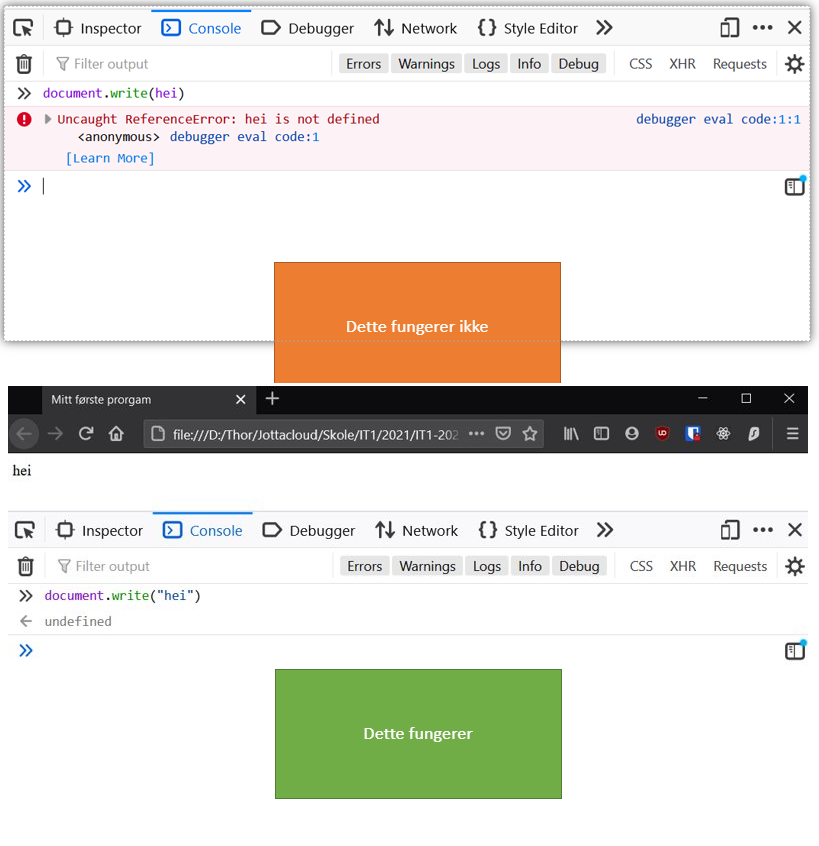 Inspector Console Debugger Network Style Editor
Filter output Errors Warnings Logs Info Debug CSS XHR Requests
document.write(hei)
Uncaught ReferenceError: hei is not defined debugger eval code:1:1
<anonymous> debugger eval code:1
[Learn More]
Dette fungerer ikke
Mitt første prorgam
file:///D:/Thor/Jottacloud/Skole/IT1/2021/IT1-202
hei
Inspector Console Debugger Network Style Editor
Filter output Errors Warnings Logs Info Debug CSS XHR Requests
document.write("hei")
undefined
Dette fungerer